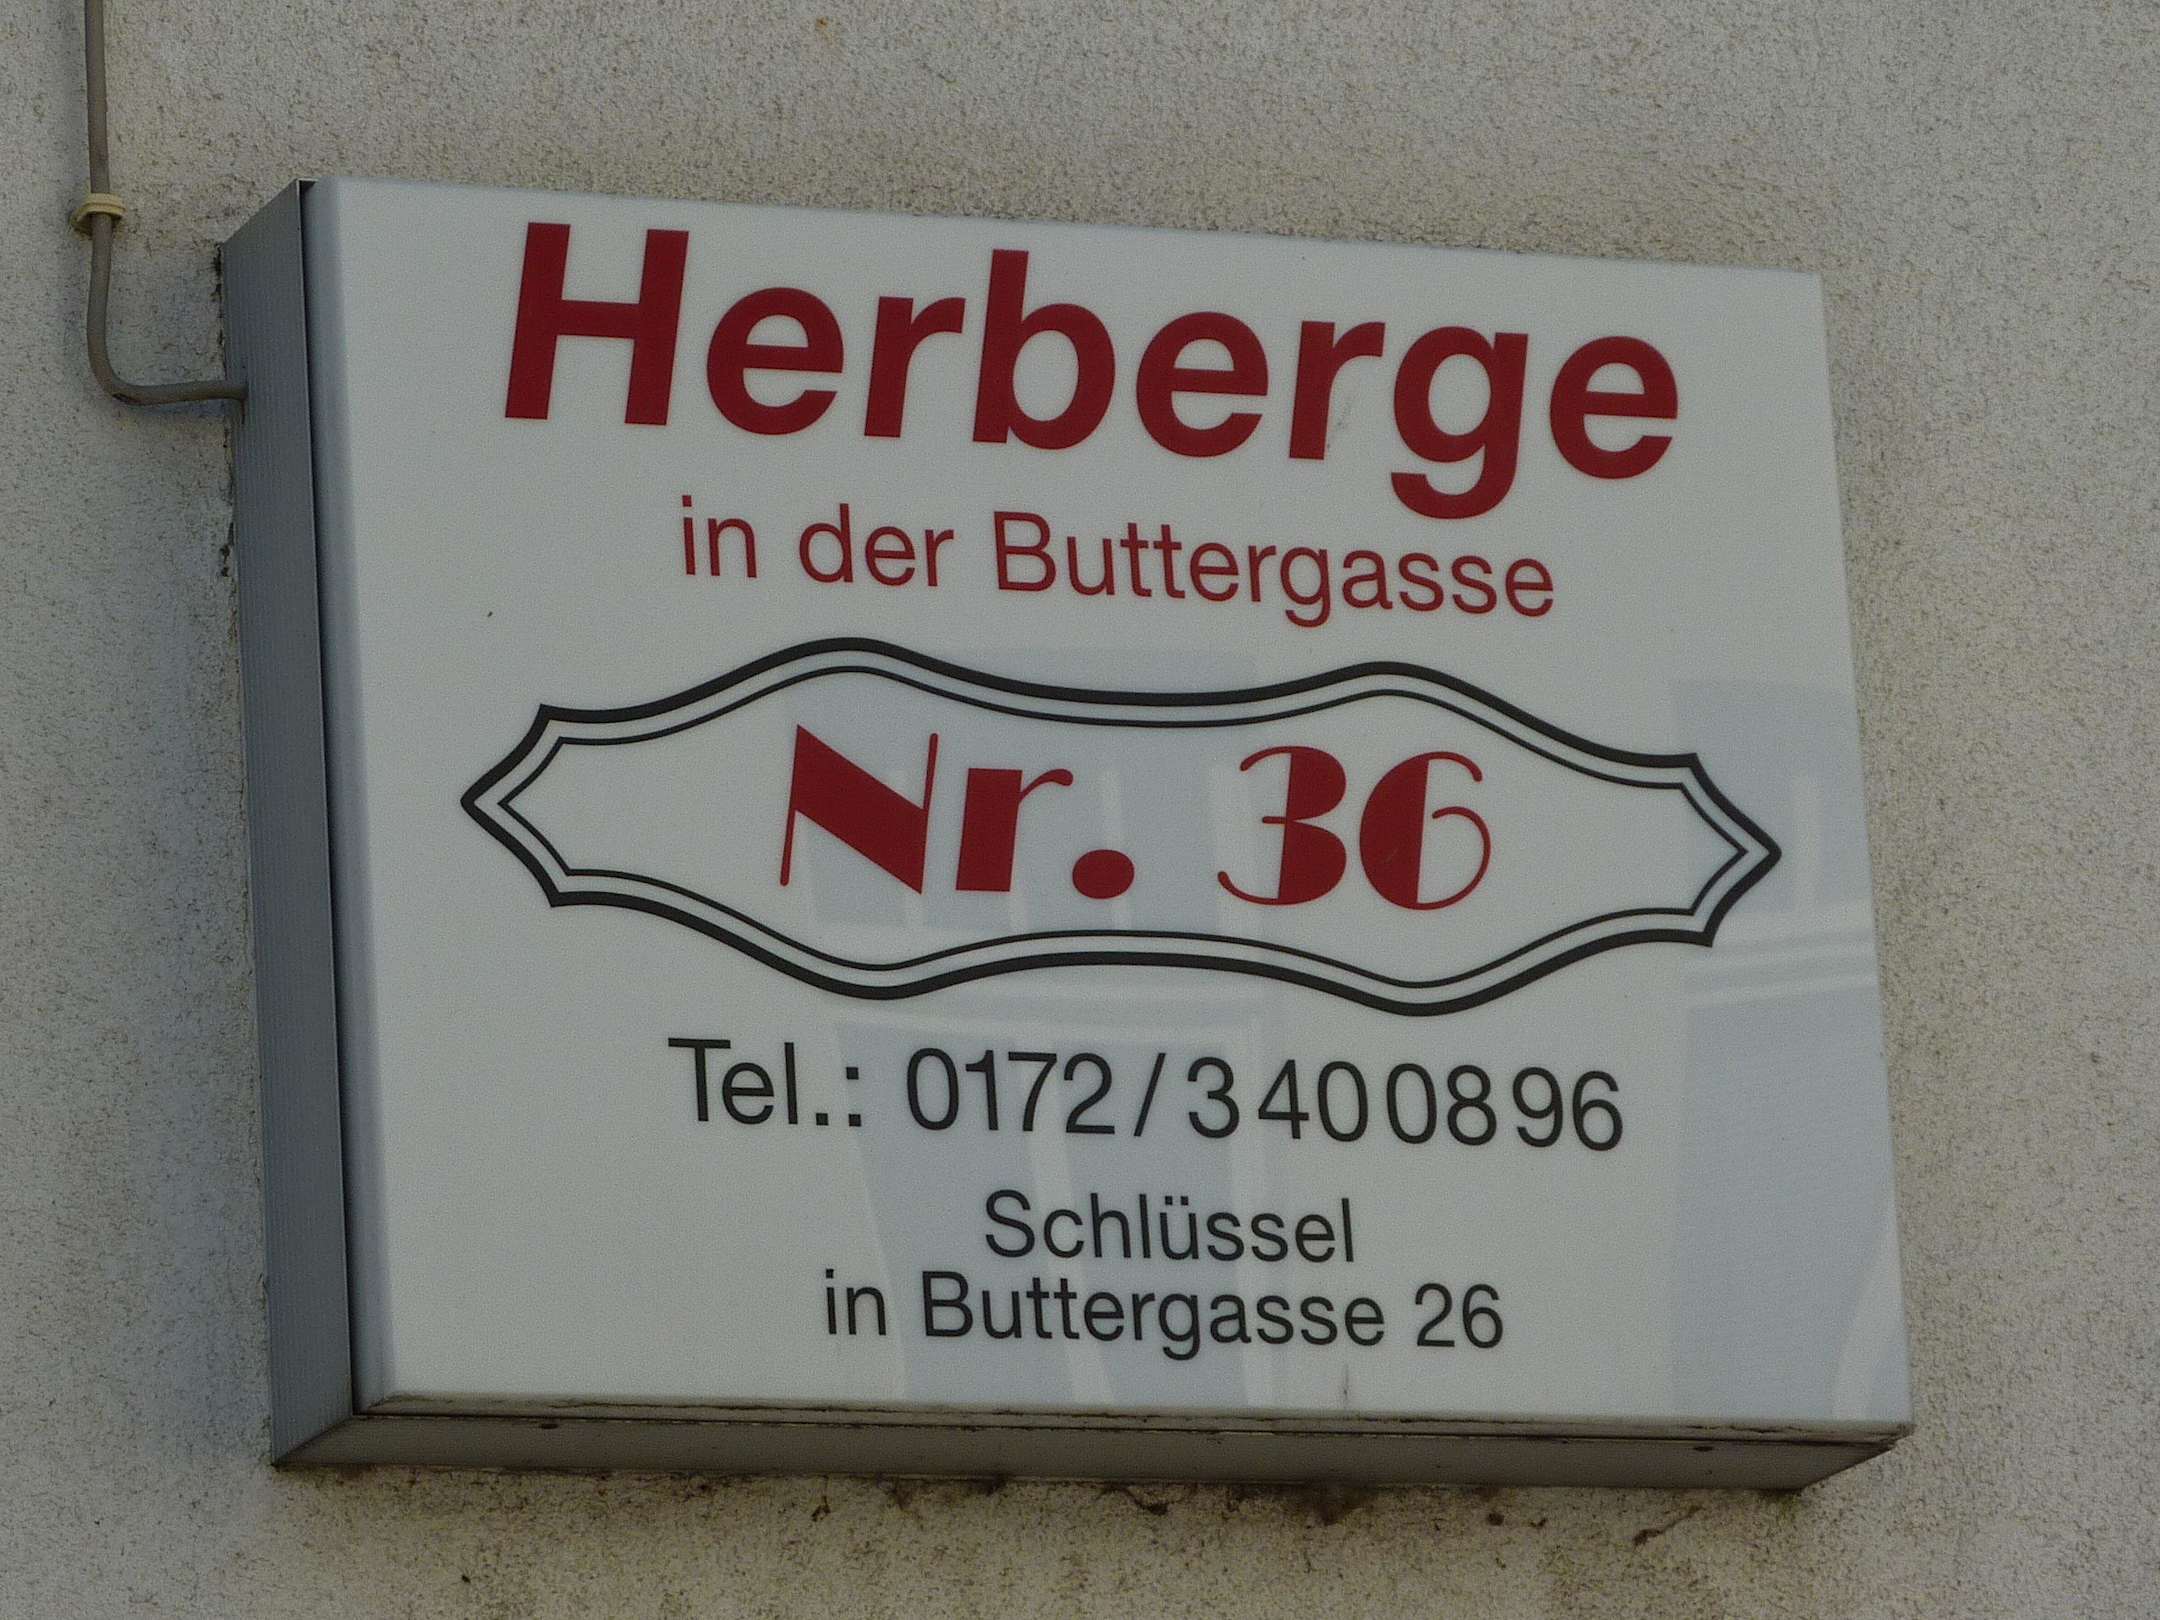 Herberge
in der Buttergasse
Nr. 36
Tel.: 0172/3400896
Schlüssel
in Buttergasse 26